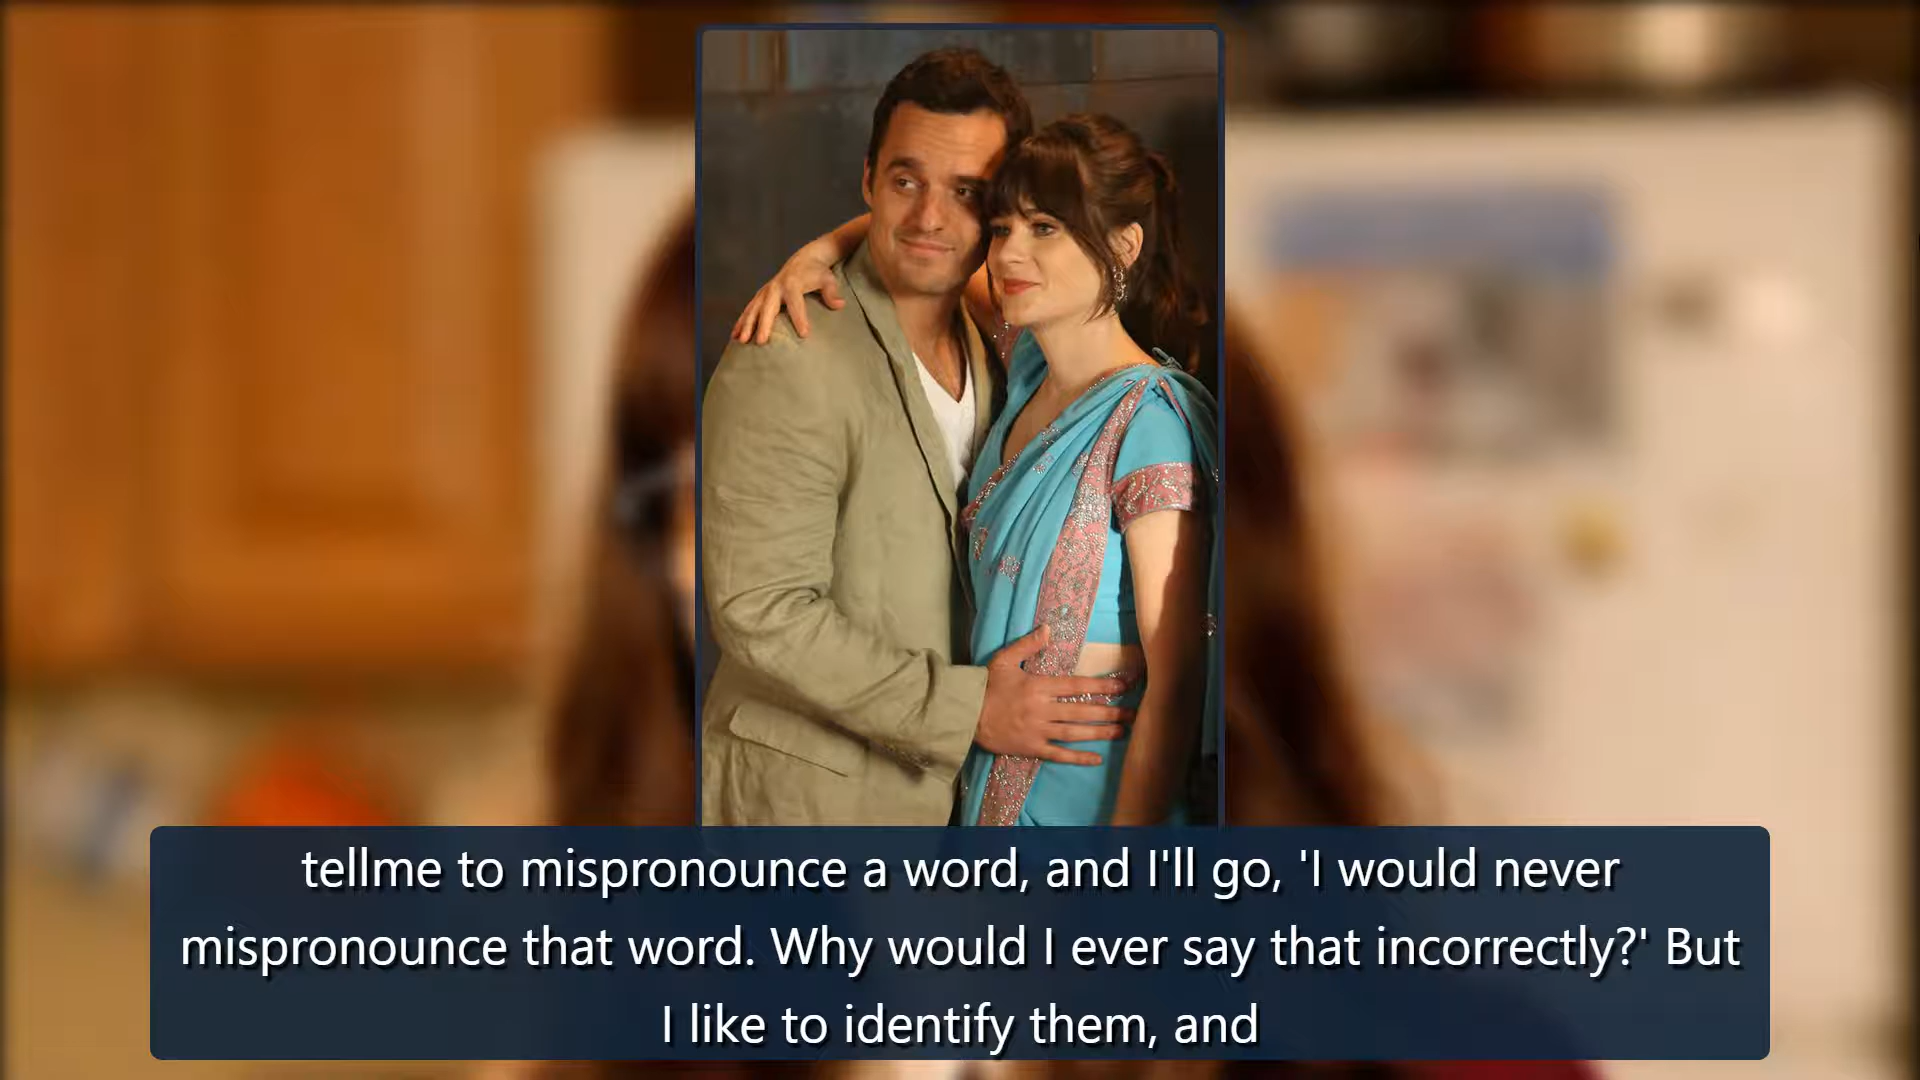 tellme to mispronounce a word, and I'll go, 'I would never
mispronounce that word. Why would I ever say that incorrectly?' But
I like to identify them, and